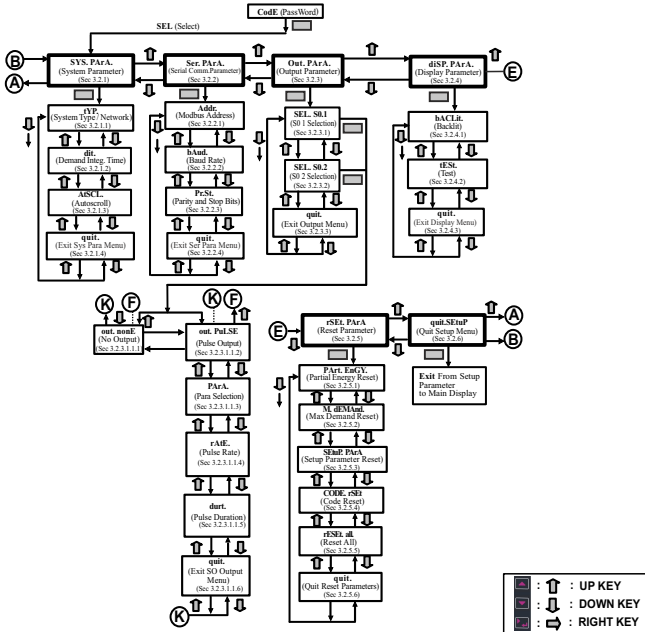 CodE (PassWord)
SEL (Select)
B
A
SYS. PArA.
(System Parameter)
(Sec 3.2.1)
Ser. PArA.
(Serial Comm.Parameter)
(Sec 3.2.2)
Out. PArA.
(Output Parameter)
(Sec 3.2.3)
diSP. PArA.
(Display Parameter)
(Sec 3.2.4)
E
tYP.
(System Type / Network)
(Sec 3.2.1.1)
dit.
(Demand Integ. Time)
(Sec 3.2.1.2)
AtSCL.
(Autoscroll)
(Sec 3.2.1.3)
quit.
(Exit Sys Para Menu)
(Sec 3.2.1.4)
Addr.
(Modbus Address)
(Sec 3.2.2.1)
bAud.
(Baud Rate)
(Sec 3.2.2.2)
Pr.St.
(Parity and Stop Bits)
(Sec 3.2.2.3)
quit.
(Exit Ser Para Menu)
(Sec 3.2.2.4)
SEL. S0.1
(S0 1 Selection)
(Sec 3.2.3.1)
SEL. S0.2
(S0 2 Selection)
(Sec 3.2.3.2)
quit.
(Exit Output Menu)
(Sec 3.2.3.3)
bACLit.
(Backlit)
(Sec 3.2.4.1)
tESt.
(Test)
(Sec 3.2.4.2)
quit.
(Exit Display Menu)
(Sec 3.2.4.3)
K
F
K
F
out. nonE
(No Output)
(Sec 3.2.3.1.1.1)
out. PuLSE
(Pulse Output)
(Sec 3.2.3.1.1.2)
PArA.
(Para Selection)
(Sec 3.2.3.1.1.3)
rAtE.
(Pulse Rate)
(Sec 3.2.3.1.1.4)
durt.
(Pulse Duration)
(Sec 3.2.3.1.1.5)
quit.
(Exit SO Output
Menu)
(Sec 3.2.3.1.1.6)
K
E
rSEt. PArA
(Reset Parameter)
(Sec 3.2.5)
quit.SEtuP
(Quit Setup Menu)
(Sec 3.2.6)
A
B
PArt. EnGY.
(Partial Energy Reset)
(Sec 3.2.5.1)
M. dEMAnd.
(Max Demand Reset)
(Sec 3.2.5.2)
SEtuP. PArA
(Setup Parameter Reset)
(Sec 3.2.5.3)
CODE. rSEt
(Code Reset)
(Sec 3.2.5.4)
rESEt. all.
(Reset All)
(Sec 3.2.5.5)
quit.
(Quit Reset Parameters)
(Sec 3.2.5.6)
Exit From Setup
Parameter
to Main Display
: : UP KEY
: : DOWN KEY
: : RIGHT KEY